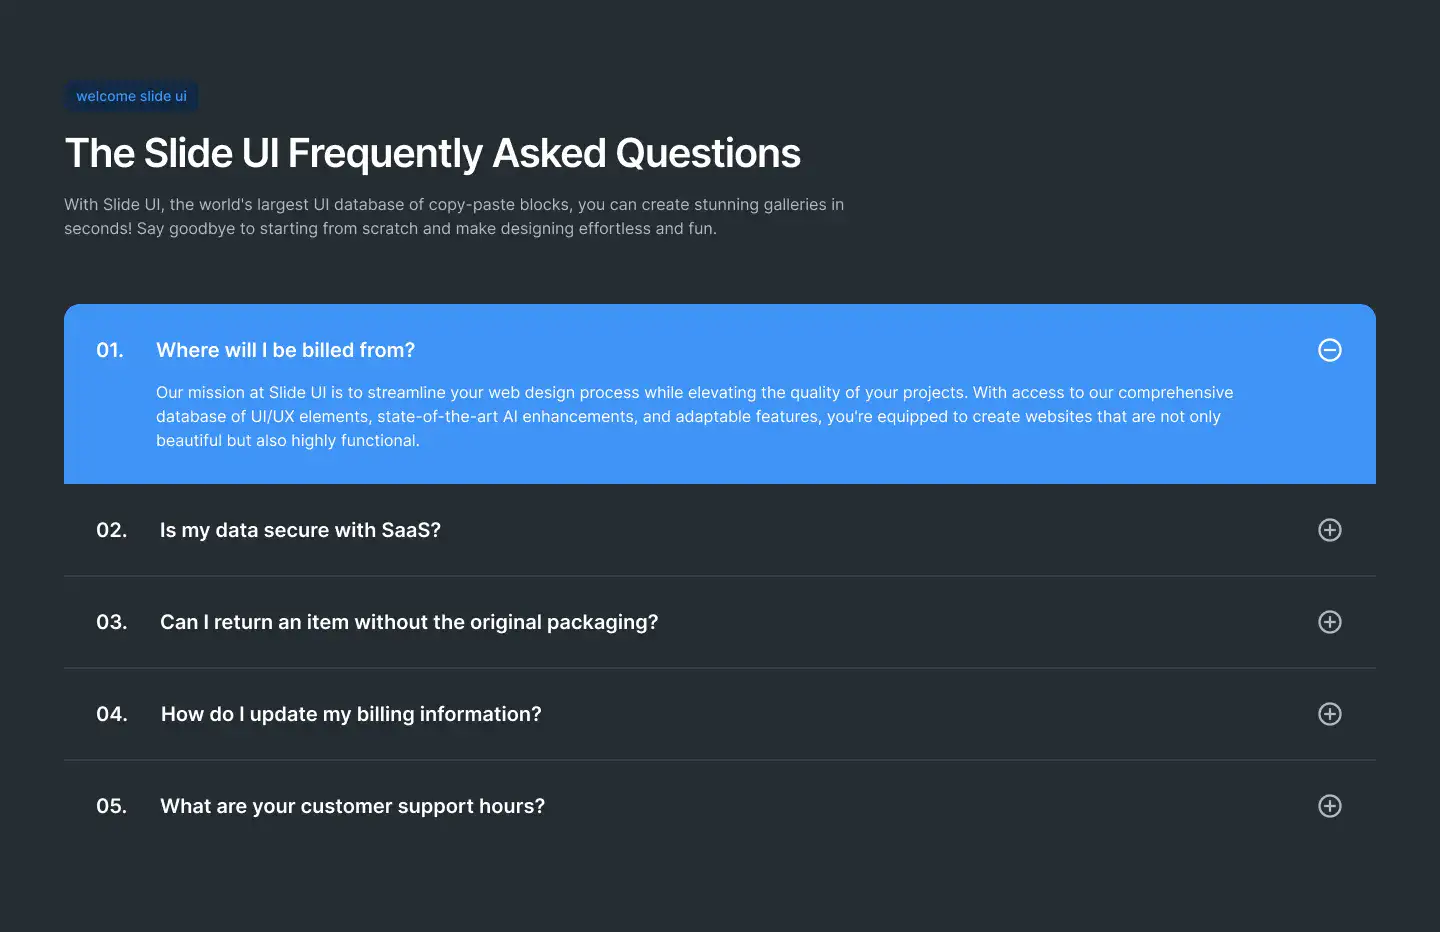 welcome slide ui
The Slide UI Frequently Asked Questions
With Slide UI, the world's largest UI database of copy-paste blocks, you can create stunning galleries in
seconds! Say goodbye to starting from scratch and make designing effortless and fun.
01. Where will I be billed from?
Our mission at Slide UI is to streamline your web design process while elevating the quality of your projects. With access to our comprehensive
database of UI/UX elements, state-of-the-art AI enhancements, and adaptable features, you're equipped to create websites that are not only
beautiful but also highly functional.
02. Is my data secure with SaaS?
03. Can I return an item without the original packaging?
04. How do I update my billing information?
05. What are your customer support hours?